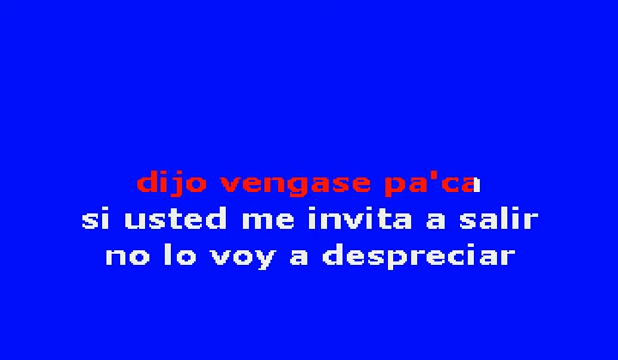 dijo vengase pa'ca
si usted me invita a salir
no lo voy a despreciar